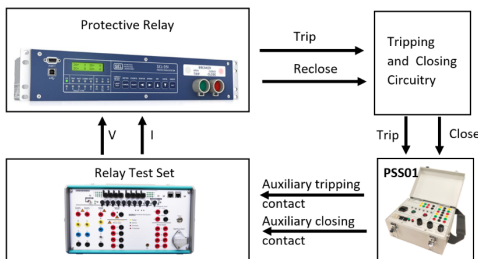 Protective Relay
Trip
Reclose
Tripping
and Closing
Circuitry
V
I
Trip
Close
Relay Test Set
Auxiliary tripping
contact
Auxiliary closing
contact
PSS01